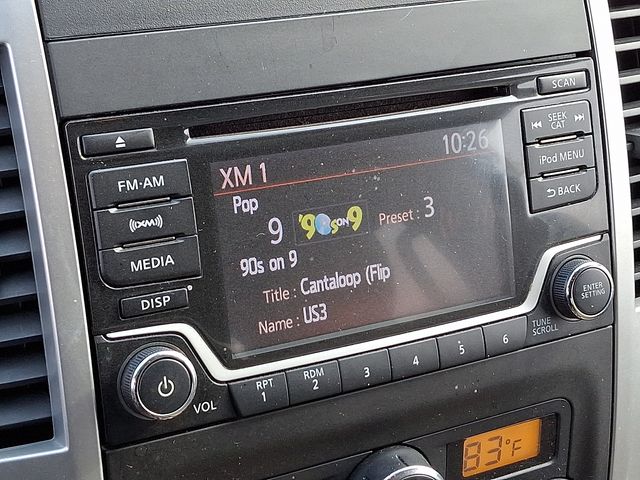 SCAN
SEEK
CAT
iPod MENU
BACK
FM·AM
((XM))
MEDIA
DISP
XM 1
10:26
Pop
9
'90s ON 9
Preset : 3
90s on 9
Title : Cantaloop (Flip
Name : US3
ENTER
SETTING
TUNE
SCROLL
VOL
RPT
1
RDM
2
3
4
5
6
83°F